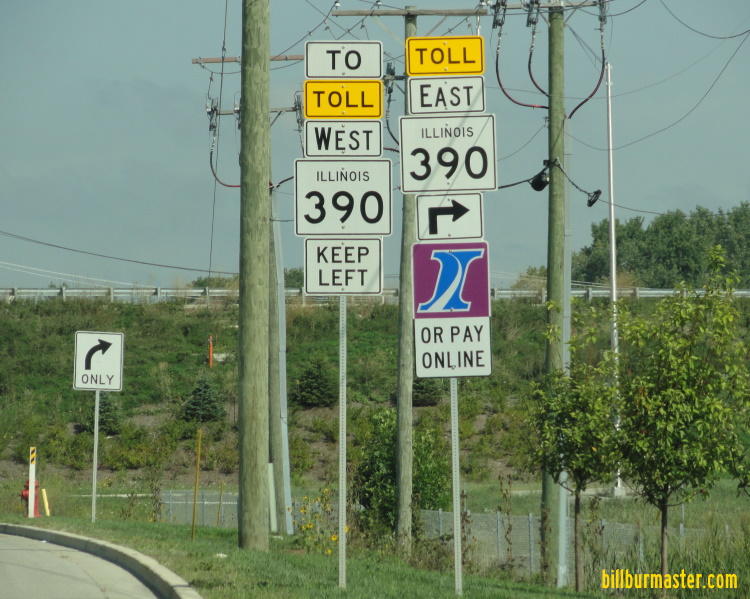 TO
TOLL
WEST
ILLINOIS
390
KEEP
LEFT
TOLL
EAST
ILLINOIS
390
OR PAY
ONLINE
ONLY
billburmaster.com